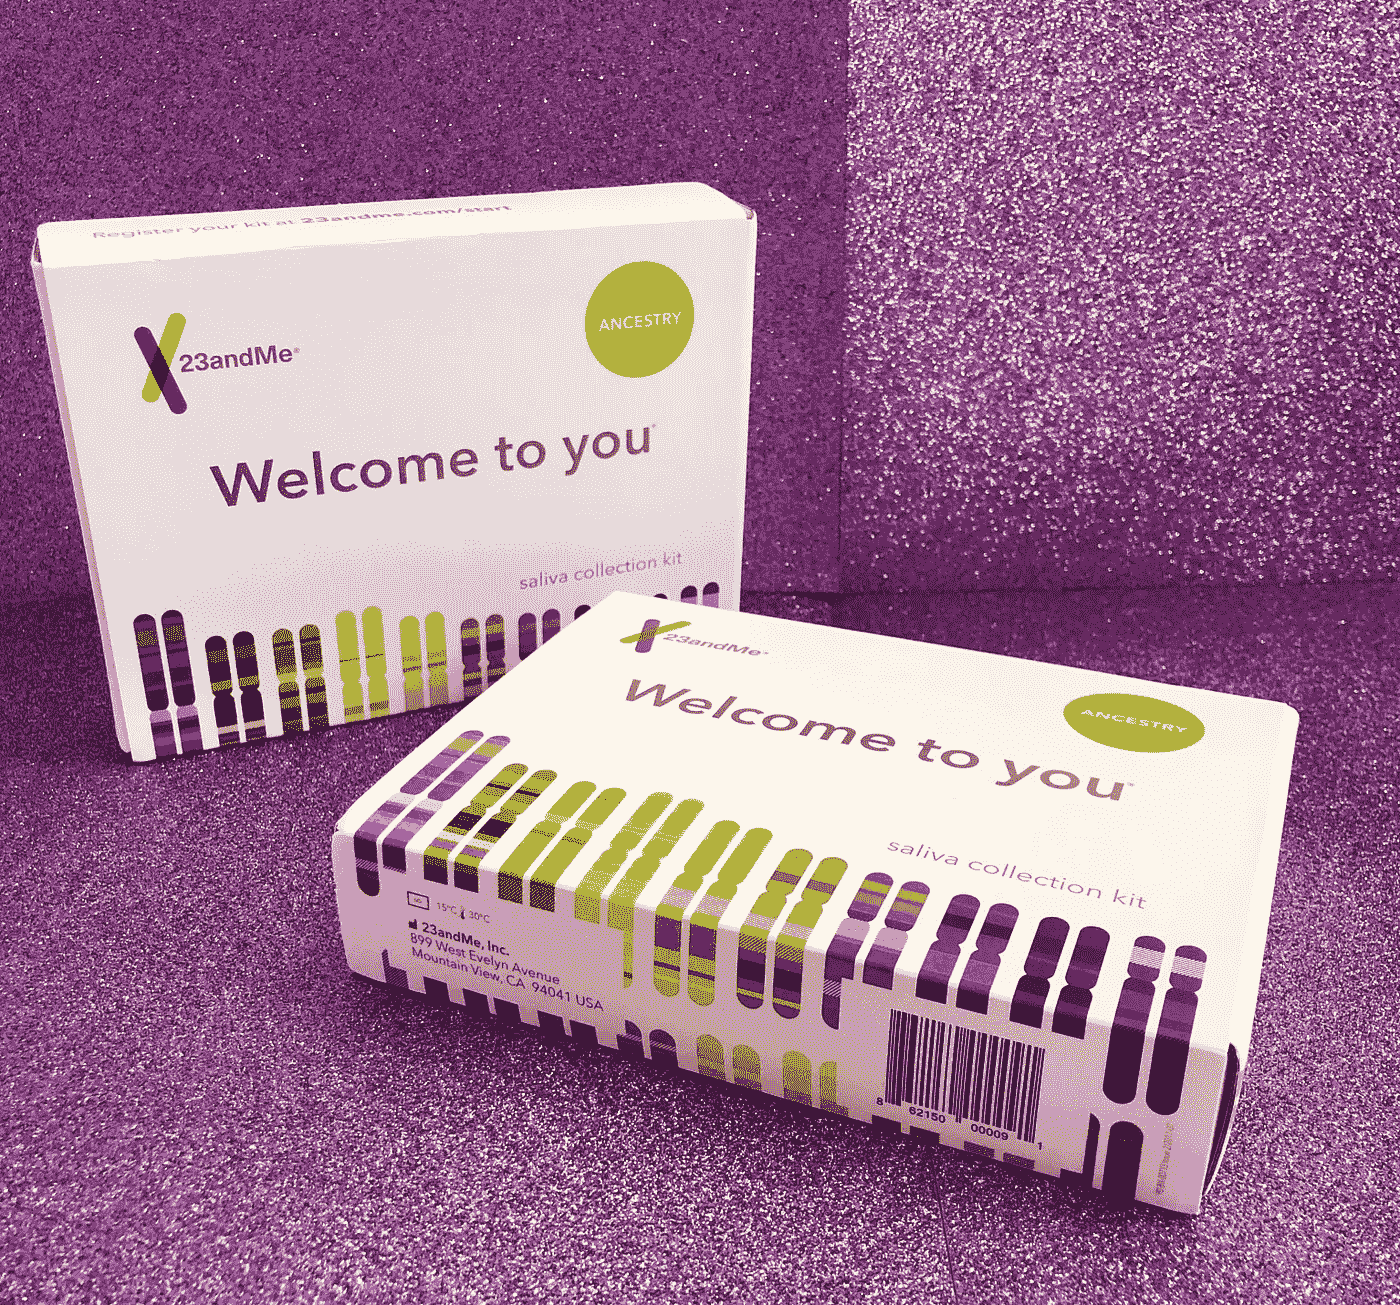 Register your kit at 23andme.com/start
23andMe®
ANCESTRY
Welcome to you
saliva collection kit
23andMe
Welcome to you
ANCESTRY
saliva collection kit
15°C 30°C
23andMe, Inc.
899 West Evelyn Avenue
Mountain View, CA 94041 USA
8 62150 00009 1